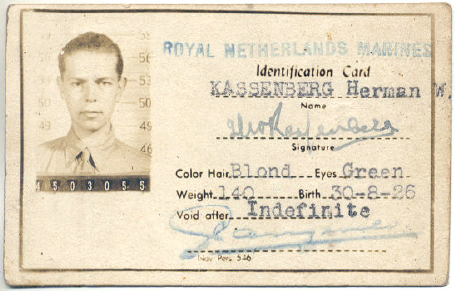 ROYAL NETHERLANDS MARINES
Identification Card
KASSENBERG Herman W.
Name
Signature
Color Hair Blond Eyes Green
Weight 140 Birth 30-8-26
Void after Indefinite
Nav Pers 546
4503055